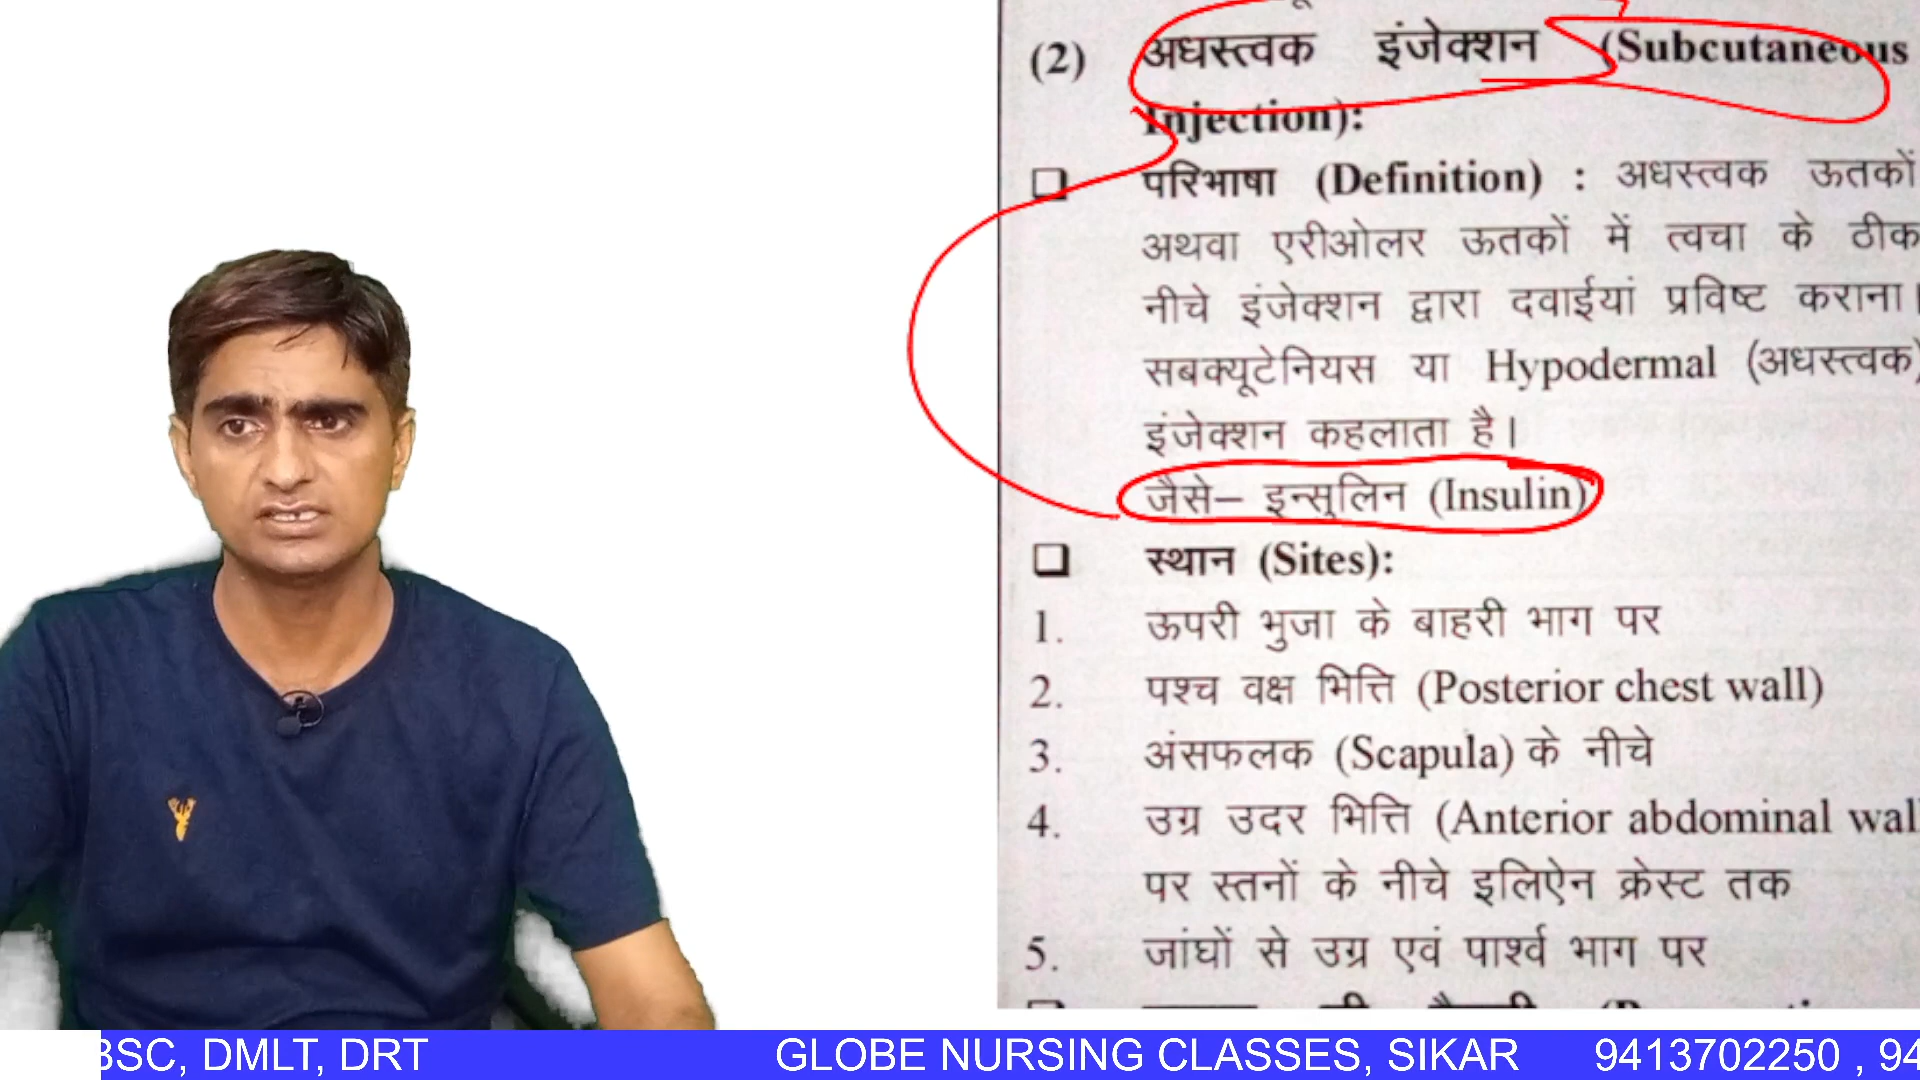 (2) अधस्त्वक इंजेक्शन (Subcutaneous
Injection):
❑ परिभाषा (Definition) : अधस्त्वक ऊतकों
अथवा एरीओलर ऊतकों में त्वचा के ठीक
नीचे इंजेक्शन द्वारा दवाईयां प्रविष्ट कराना।
सबक्यूटेनियस या Hypodermal (अधस्त्वक)
इंजेक्शन कहलाता है।
जैसे– इन्सुलिन (Insulin)
❑ स्थान (Sites):
1. ऊपरी भुजा के बाहरी भाग पर
2. पश्च वक्ष भित्ति (Posterior chest wall)
3. अंसफलक (Scapula) के नीचे
4. उग्र उदर भित्ति (Anterior abdominal wall
पर स्तनों के नीचे इलिऐन क्रेस्ट तक
5. जांघों से उग्र एवं पार्श्व भाग पर
BSC, DMLT, DRT GLOBE NURSING CLASSES, SIKAR 9413702250 , 94